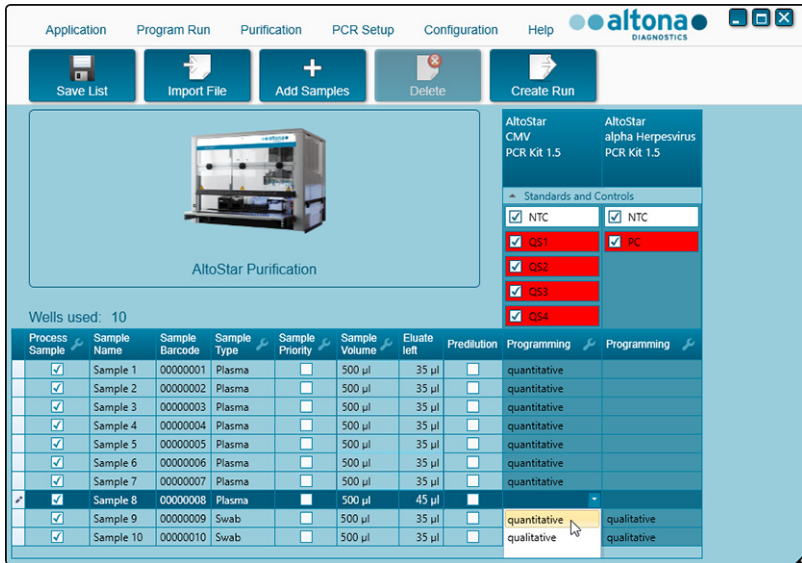 Application Program Run Purification PCR Setup Configuration Help altona DIAGNOSTICS
Save List Import File Add Samples Delete Create Run
AltoStar CMV PCR Kit 1.5
AltoStar alpha Herpesvirus PCR Kit 1.5
Standards and Controls
NTC NTC
QS1 PC
QS2
QS3
QS4
AltoStar Purification
Wells used: 10
Process Sample Sample Name Sample Barcode Sample Type Sample Priority Sample Volume Eluate left Predilution Programming Programming
Sample 1 00000001 Plasma 500 µl 35 µl quantitative
Sample 2 00000002 Plasma 500 µl 35 µl quantitative
Sample 3 00000003 Plasma 500 µl 35 µl quantitative
Sample 4 00000004 Plasma 500 µl 35 µl quantitative
Sample 5 00000005 Plasma 500 µl 35 µl quantitative
Sample 6 00000006 Plasma 500 µl 35 µl quantitative
Sample 7 00000007 Plasma 500 µl 35 µl quantitative
Sample 8 00000008 Plasma 500 µl 45 µl
Sample 9 00000009 Swab 500 µl 35 µl quantitative qualitative
Sample 10 00000010 Swab 500 µl 35 µl qualitative qualitative